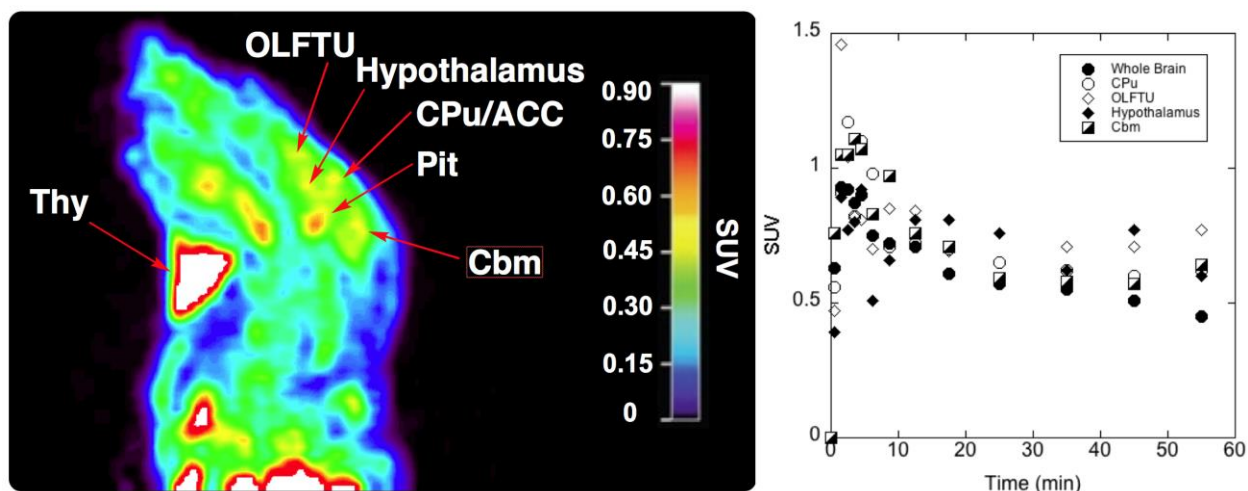 OLFTU
Hypothalamus
CPu/ACC
Pit
Thy
Cbm
0.90
0.75
0.60
0.45
0.30
0.15
0
SUV
1.5
1
0.5
0
SUV
Whole Brain
CPu
OLFTU
Hypothalamus
Cbm
0 10 20 30 40 50 60
Time (min)